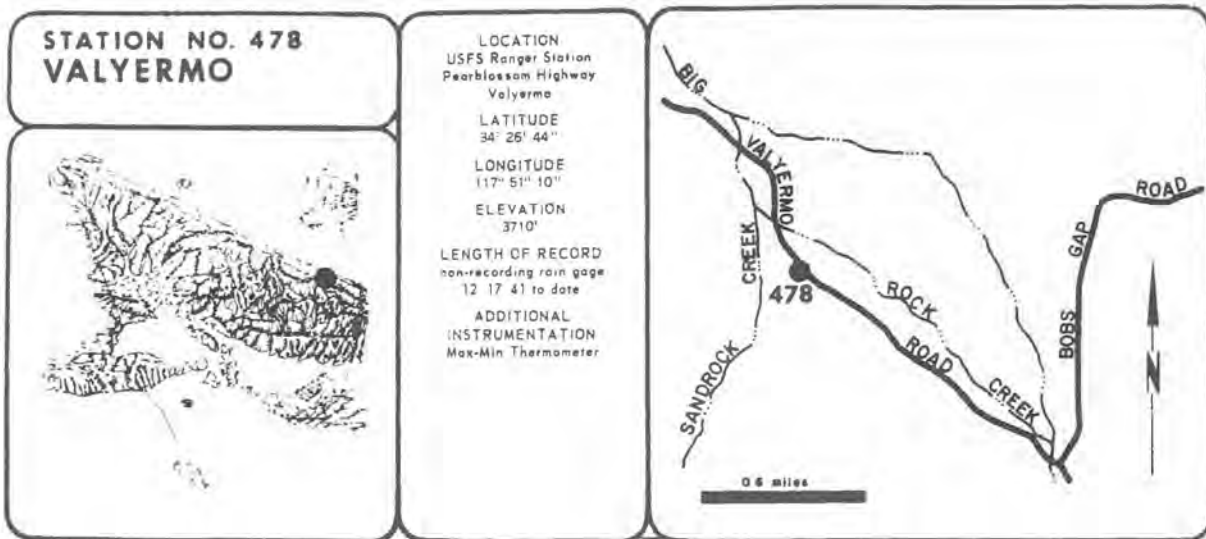 STATION NO. 478
VALYERMO
LOCATION
USFS Ranger Station
Pearblossom Highway
Valyermo
LATITUDE
34° 26' 44"
LONGITUDE
117° 51' 10"
ELEVATION
3710'
LENGTH OF RECORD
non-recording rain gage
12 17 41 to date
ADDITIONAL
INSTRUMENTATION
Max-Min Thermometer
BIG
VALYERMO
CREEK
478
ROCK
ROAD
CREEK
SANDROCK
BOBS
GAP
ROAD
N
0.6 miles